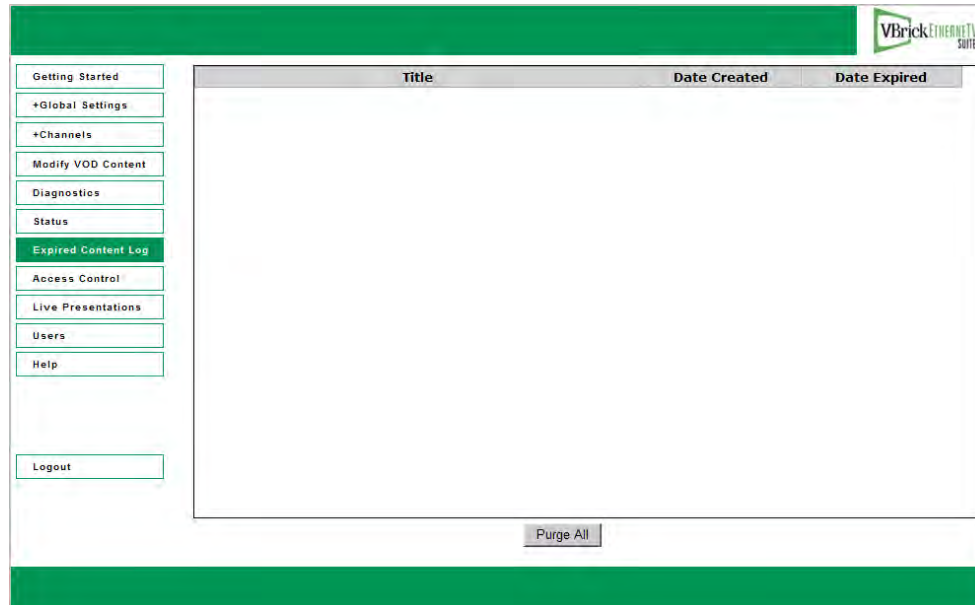 VBrick ETHERNETV
SUITE
Getting Started
+Global Settings
+Channels
Modify VOD Content
Diagnostics
Status
Expired Content Log
Access Control
Live Presentations
Users
Help
Logout
Title Date Created Date Expired
Purge All